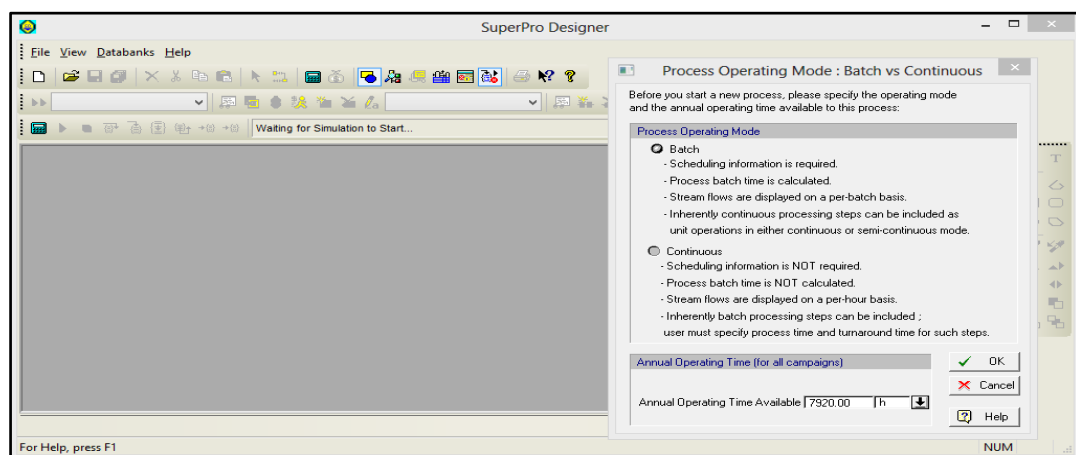 SuperPro Designer
File View Databanks Help
Waiting for Simulation to Start...
For Help, press F1
NUM
T
Process Operating Mode : Batch vs Continuous
Before you start a new process, please specify the operating mode
and the annual operating time available to this process:
Process Operating Mode
Batch
- Scheduling information is required.
- Process batch time is calculated.
- Stream flows are displayed on a per-batch basis.
- Inherently continuous processing steps can be included as
unit operations in either continuous or semi-continuous mode.
Continuous
- Scheduling information is NOT required.
- Process batch time is NOT calculated.
- Stream flows are displayed on a per-hour basis.
- Inherently batch processing steps can be included ;
user must specify process time and turnaround time for such steps.
Annual Operating Time (for all campaigns)
Annual Operating Time Available 7920.00 h
OK
Cancel
Help